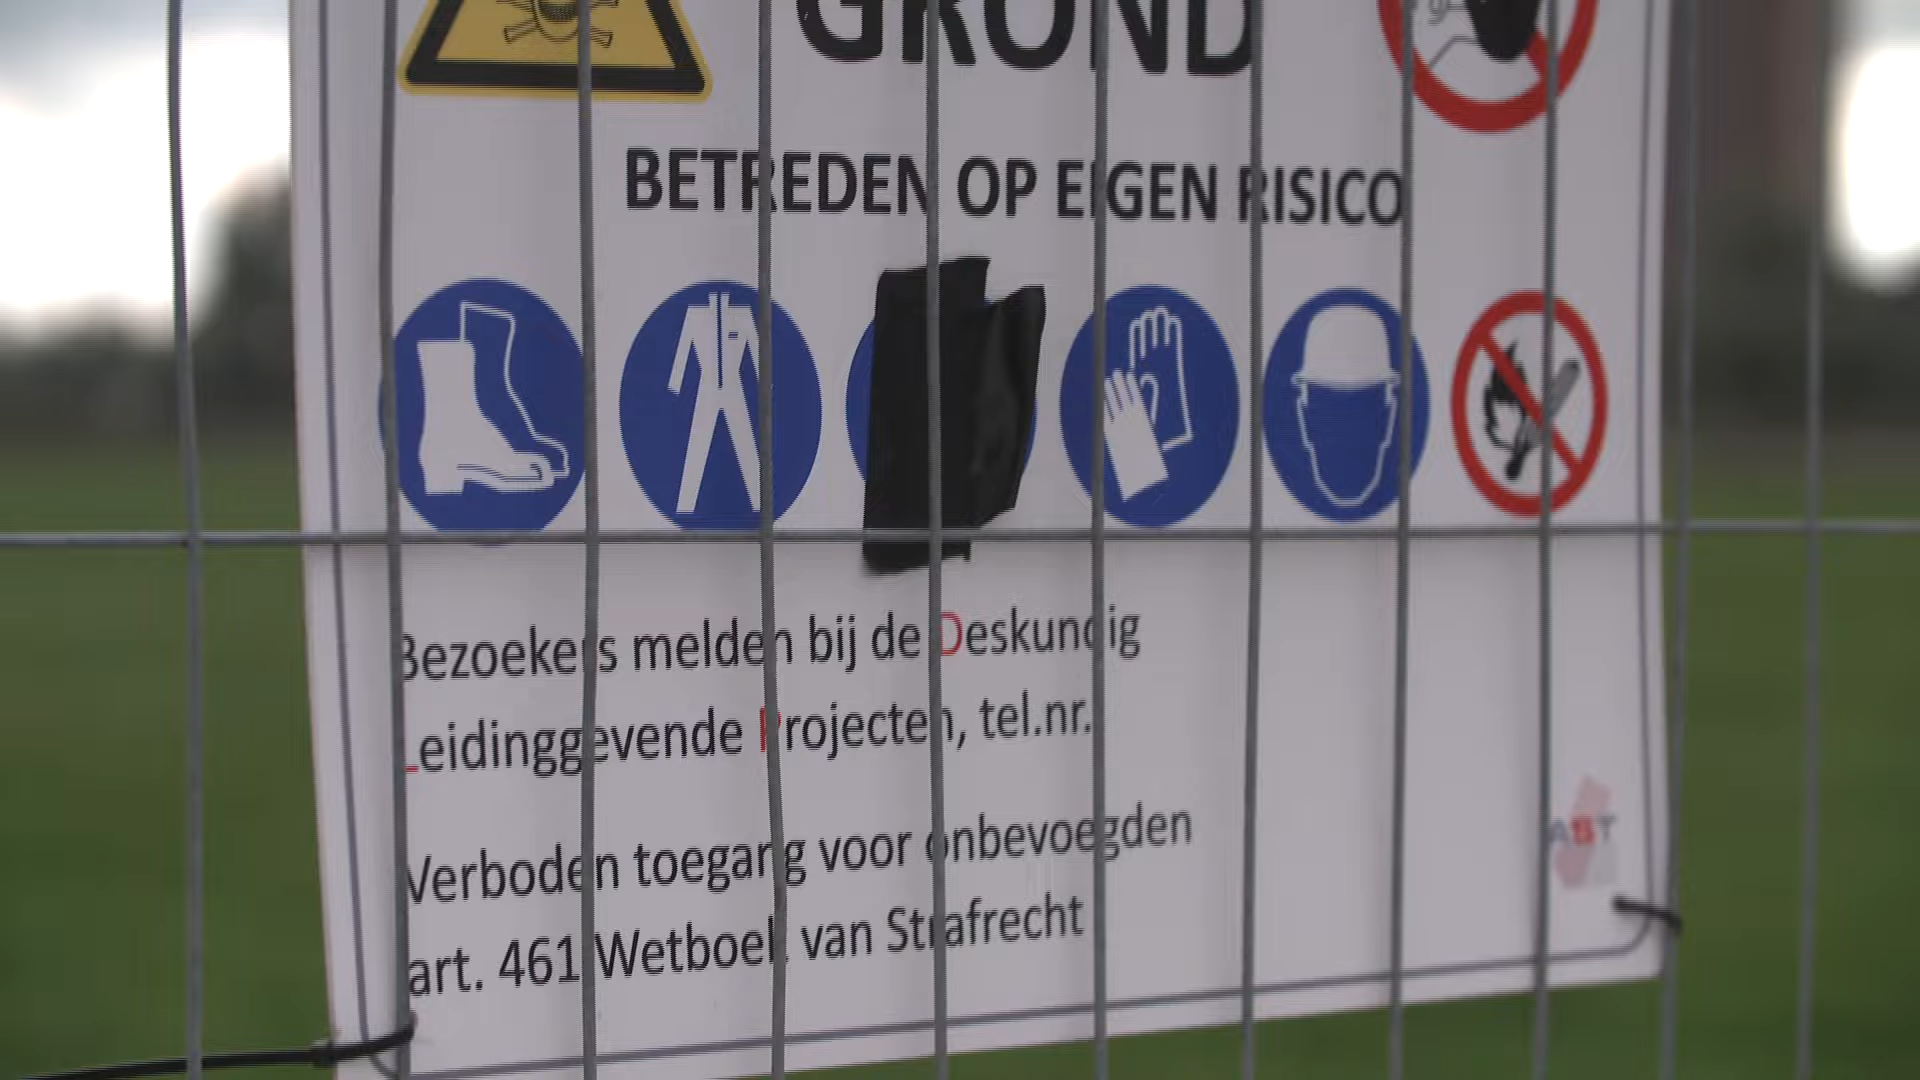 GROND
BETREDEN OP EIGEN RISICO
Bezoekers melden bij de Deskundig
Leidinggevende Projecten, tel.nr.
Verboden toegang voor onbevoegden
art. 461 Wetboek van Strafrecht
AST